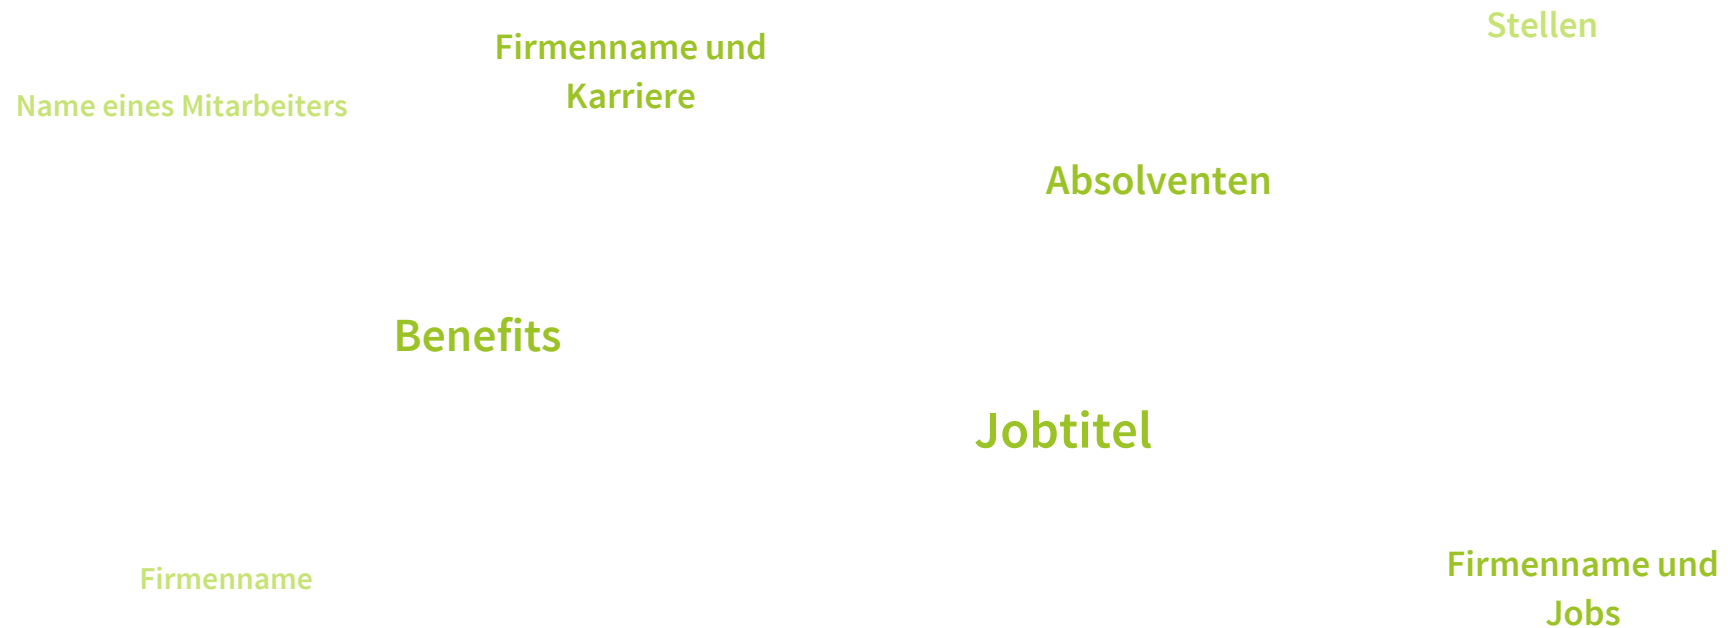 Stellen
Firmenname und
Karriere
Name eines Mitarbeiters
Absolventen
Benefits
Jobtitel
Firmenname
Firmenname und
Jobs